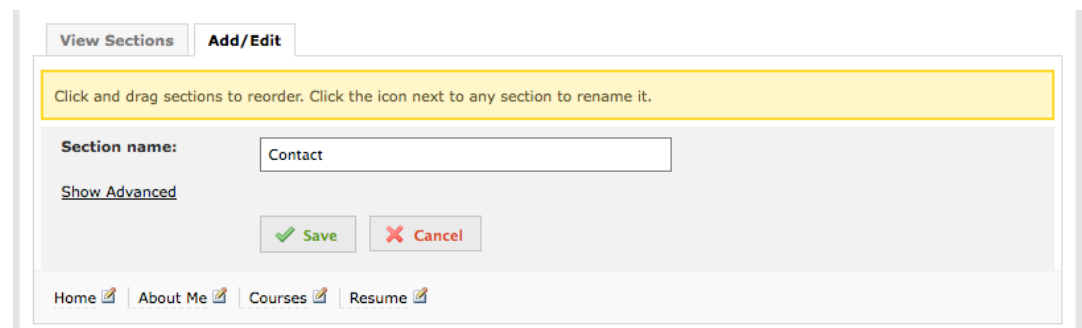 View Sections Add/Edit
Click and drag sections to reorder. Click the icon next to any section to rename it.
Section name: Contact
Show Advanced
Save Cancel
Home About Me Courses Resume